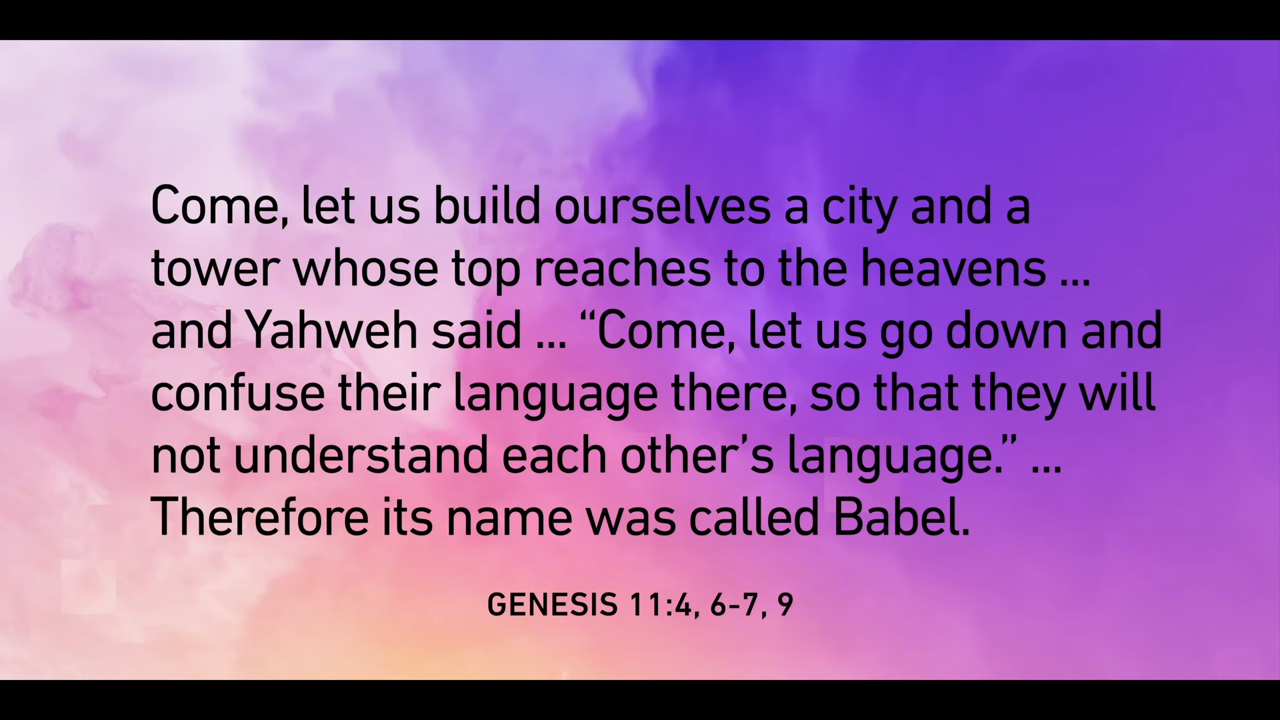 Come, let us build ourselves a city and a
tower whose top reaches to the heavens ...
and Yahweh said ... “Come, let us go down and
confuse their language there, so that they will
not understand each other’s language.” ...
Therefore its name was called Babel.
GENESIS 11:4, 6-7, 9